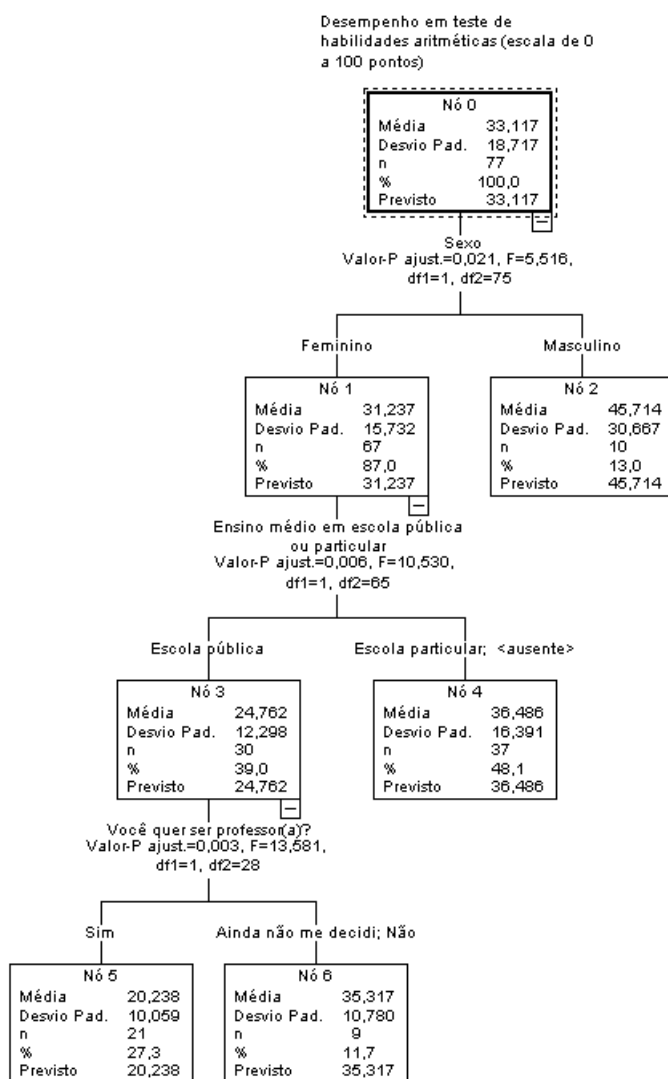 Desempenho em teste de
habilidades aritméticas (escala de 0
a 100 pontos)
Nó 0
Média 33,117
Desvio Pad. 18,717
n 77
% 100,0
Previsto 33,117
Sexo
Valor-P ajust.=0,021, F=5,516,
df1=1, df2=75
Feminino
Masculino
Nó 1
Média 31,237
Desvio Pad. 15,732
n 67
% 87,0
Previsto 31,237
Nó 2
Média 45,714
Desvio Pad. 30,667
n 10
% 13,0
Previsto 45,714
Ensino médio em escola pública
ou particular
Valor-P ajust.=0,006, F=10,530,
df1=1, df2=65
Escola pública
Escola particular; <ausente>
Nó 3
Média 24,762
Desvio Pad. 12,298
n 30
% 39,0
Previsto 24,762
Nó 4
Média 36,486
Desvio Pad. 16,391
n 37
% 48,1
Previsto 36,486
Você quer ser professor(a)?
Valor-P ajust.=0,003, F=13,581,
df1=1, df2=28
Sim
Ainda não me decidi; Não
Nó 5
Média 20,238
Desvio Pad. 10,059
n 21
% 27,3
Previsto 20,238
Nó 6
Média 35,317
Desvio Pad. 10,780
n 9
% 11,7
Previsto 35,317